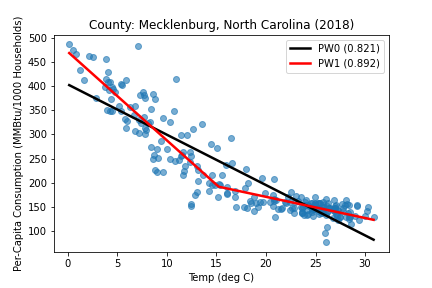 County: Mecklenburg, North Carolina (2018)
PW0 (0.821)
PW1 (0.892)
Per-Capita Consumption (MMBtu/1000 Households)
500
450
400
350
300
250
200
150
100
0 5 10 15 20 25 30
Temp (deg C)